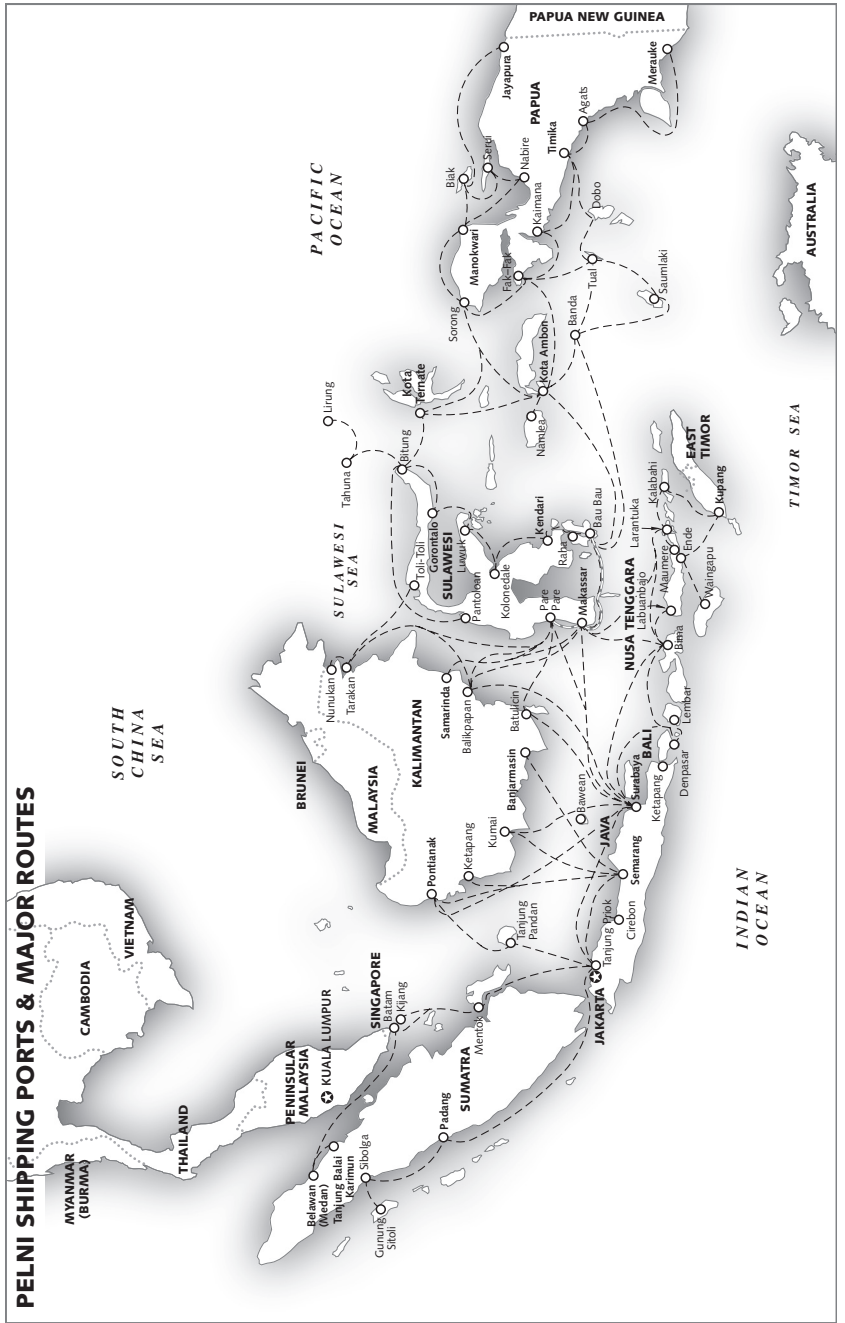 PELNI SHIPPING PORTS & MAJOR ROUTES
MYANMAR
(BURMA)
THAILAND
CAMBODIA
VIETNAM
SOUTH
CHINA
SEA
PACIFIC
OCEAN
PAPUA NEW GUINEA
PENINSULAR
MALAYSIA
KUALA LUMPUR
SINGAPORE
Batam
Kijang
BRUNEI
MALAYSIA
Nunukan
Tarakan
SULAWESI
SEA
Tahuna
Lirung
Belawan
(Medan)
Tanjung Balai
Karimun
Sibolga
Gunung
Sitoli
Padang
SUMATRA
Mentok
Tanjung
Pandan
Pontianak
Ketapang
Kumai
KALIMANTAN
Samarinda
Balikpapan
Batulicin
Banjarmasin
Toli-Toli
Gorontalo
Bitung
SULAWESI
Pantoloan
Luwuk
Kolonedale
Kendari
Raha
Bau Bau
Pare
Pare
Makassar
Kota
Ternate
Sorong
Manokwari
Biak
Serui
Nabire
Jayapura
PAPUA
Fak–Fak
Kaimana
Timika
Agats
Merauke
Namlea
Kota Ambon
Banda
Tual
Dobo
Saumlaki
JAKARTA
Tanjung Priok
Cirebon
Semarang
JAVA
Bawean
Surabaya
Ketapang
BALI
Denpasar
Lembar
NUSA TENGGARA
Bima
Labuanbajo
Maumere
Ende
Larantuka
Kalabahi
Waingapu
Kupang
EAST
TIMOR
INDIAN
OCEAN
TIMOR SEA
AUSTRALIA